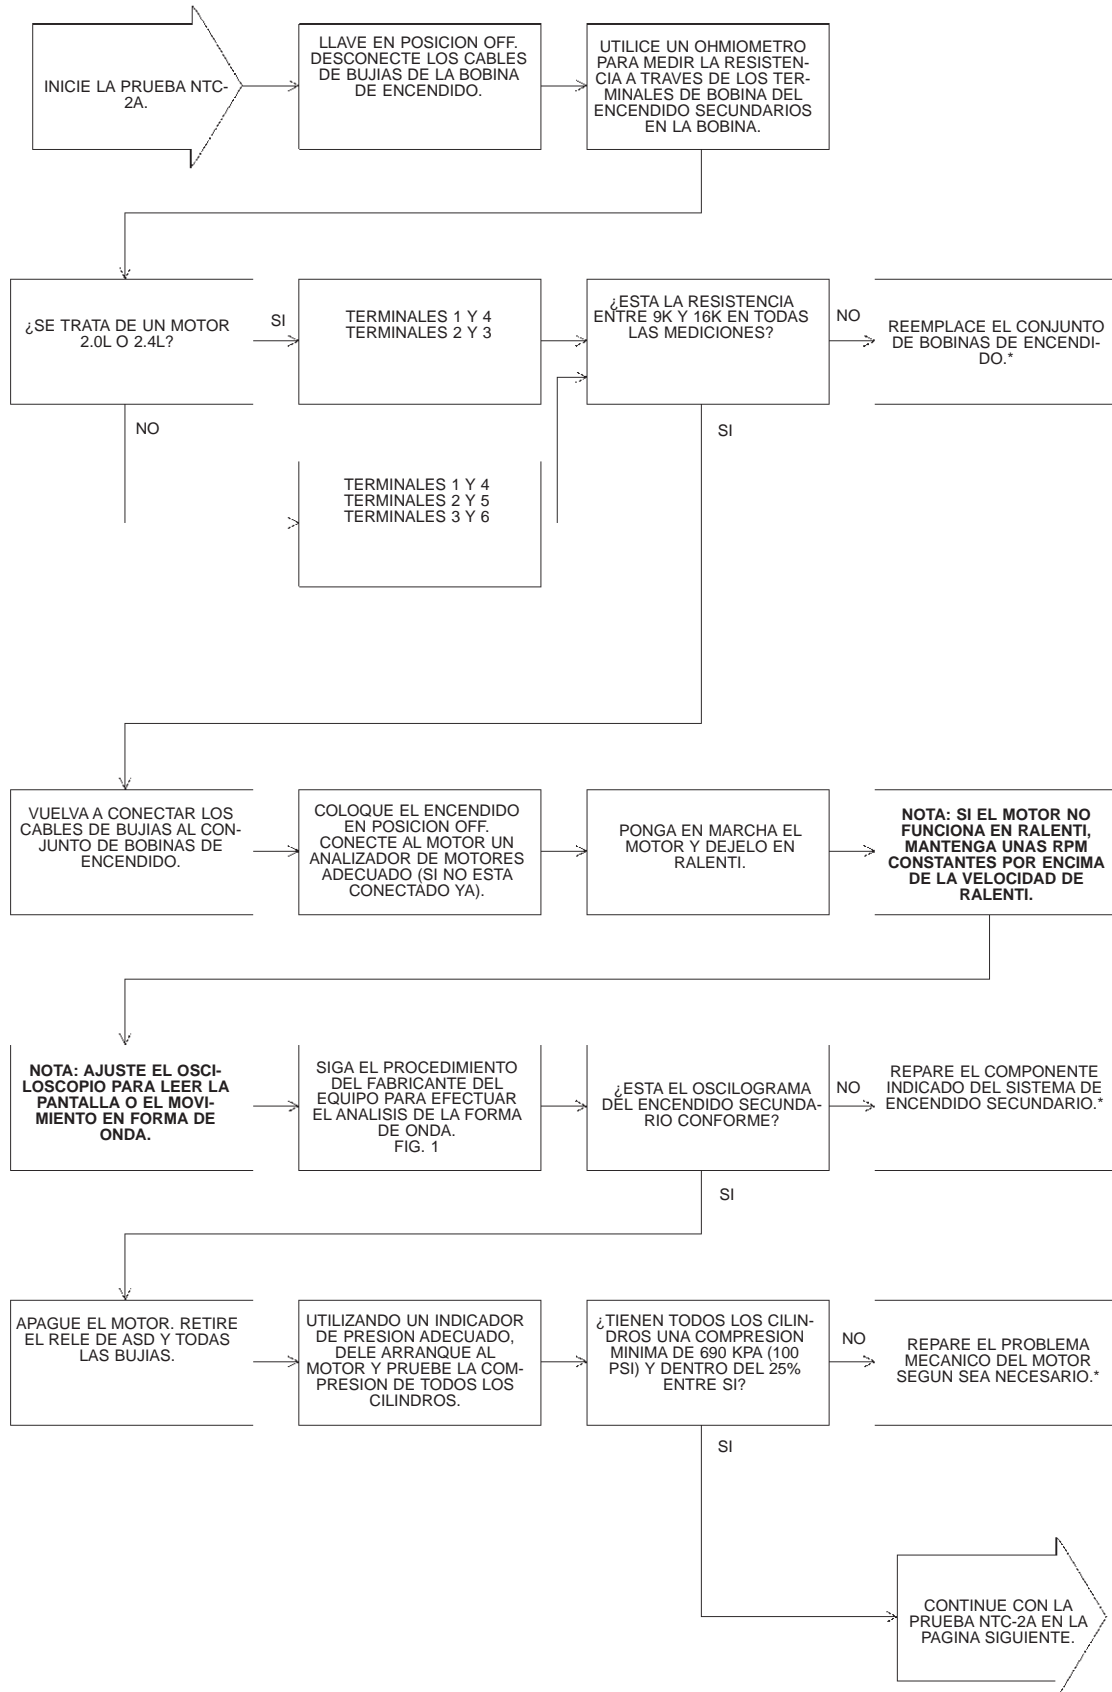 INICIE LA PRUEBA NTC-
2A.
LLAVE EN POSICION OFF.
DESCONECTE LOS CABLES
DE BUJIAS DE LA BOBINA
DE ENCENDIDO.
UTILICE UN OHMIOMETRO
PARA MEDIR LA RESISTEN-
CIA A TRAVES DE LOS TER-
MINALES DE BOBINA DEL
ENCENDIDO SECUNDARIOS
EN LA BOBINA.
¿SE TRATA DE UN MOTOR
2.0L O 2.4L?
SI
TERMINALES 1 Y 4
TERMINALES 2 Y 3
¿ESTA LA RESISTENCIA
ENTRE 9K Y 16K EN TODAS
LAS MEDICIONES?
NO
REEMPLACE EL CONJUNTO
DE BOBINAS DE ENCENDI-
DO.*
NO
SI
TERMINALES 1 Y 4
TERMINALES 2 Y 5
TERMINALES 3 Y 6
VUELVA A CONECTAR LOS
CABLES DE BUJIAS AL CON-
JUNTO DE BOBINAS DE
ENCENDIDO.
COLOQUE EL ENCENDIDO
EN POSICION OFF.
CONECTE AL MOTOR UN
ANALIZADOR DE MOTORES
ADECUADO (SI NO ESTA
CONECTADO YA).
PONGA EN MARCHA EL
MOTOR Y DEJELO EN
RALENTI.
NOTA: SI EL MOTOR NO
FUNCIONA EN RALENTI,
MANTENGA UNAS RPM
CONSTANTES POR ENCIMA
DE LA VELOCIDAD DE
RALENTI.
NOTA: AJUSTE EL OSCI-
LOSCOPIO PARA LEER LA
PANTALLA O EL MOVI-
MIENTO EN FORMA DE
ONDA.
SIGA EL PROCEDIMIENTO
DEL FABRICANTE DEL
EQUIPO PARA EFECTUAR
EL ANALISIS DE LA FORMA
DE ONDA.
FIG. 1
¿ESTA EL OSCILOGRAMA
DEL ENCENDIDO SECUNDA-
RIO CONFORME?
NO
REPARE EL COMPONENTE
INDICADO DEL SISTEMA DE
ENCENDIDO SECUNDARIO.*
SI
APAGUE EL MOTOR. RETIRE
EL RELE DE ASD Y TODAS
LAS BUJIAS.
UTILIZANDO UN INDICADOR
DE PRESION ADECUADO,
DELE ARRANQUE AL
MOTOR Y PRUEBE LA COM-
PRESION DE TODOS LOS
CILINDROS.
¿TIENEN TODOS LOS CILIN-
DROS UNA COMPRESION
MINIMA DE 690 KPA (100
PSI) Y DENTRO DEL 25%
ENTRE SI?
NO
REPARE EL PROBLEMA
MECANICO DEL MOTOR
SEGUN SEA NECESARIO.*
SI
CONTINUE CON LA
PRUEBA NTC-2A EN LA
PAGINA SIGUIENTE.